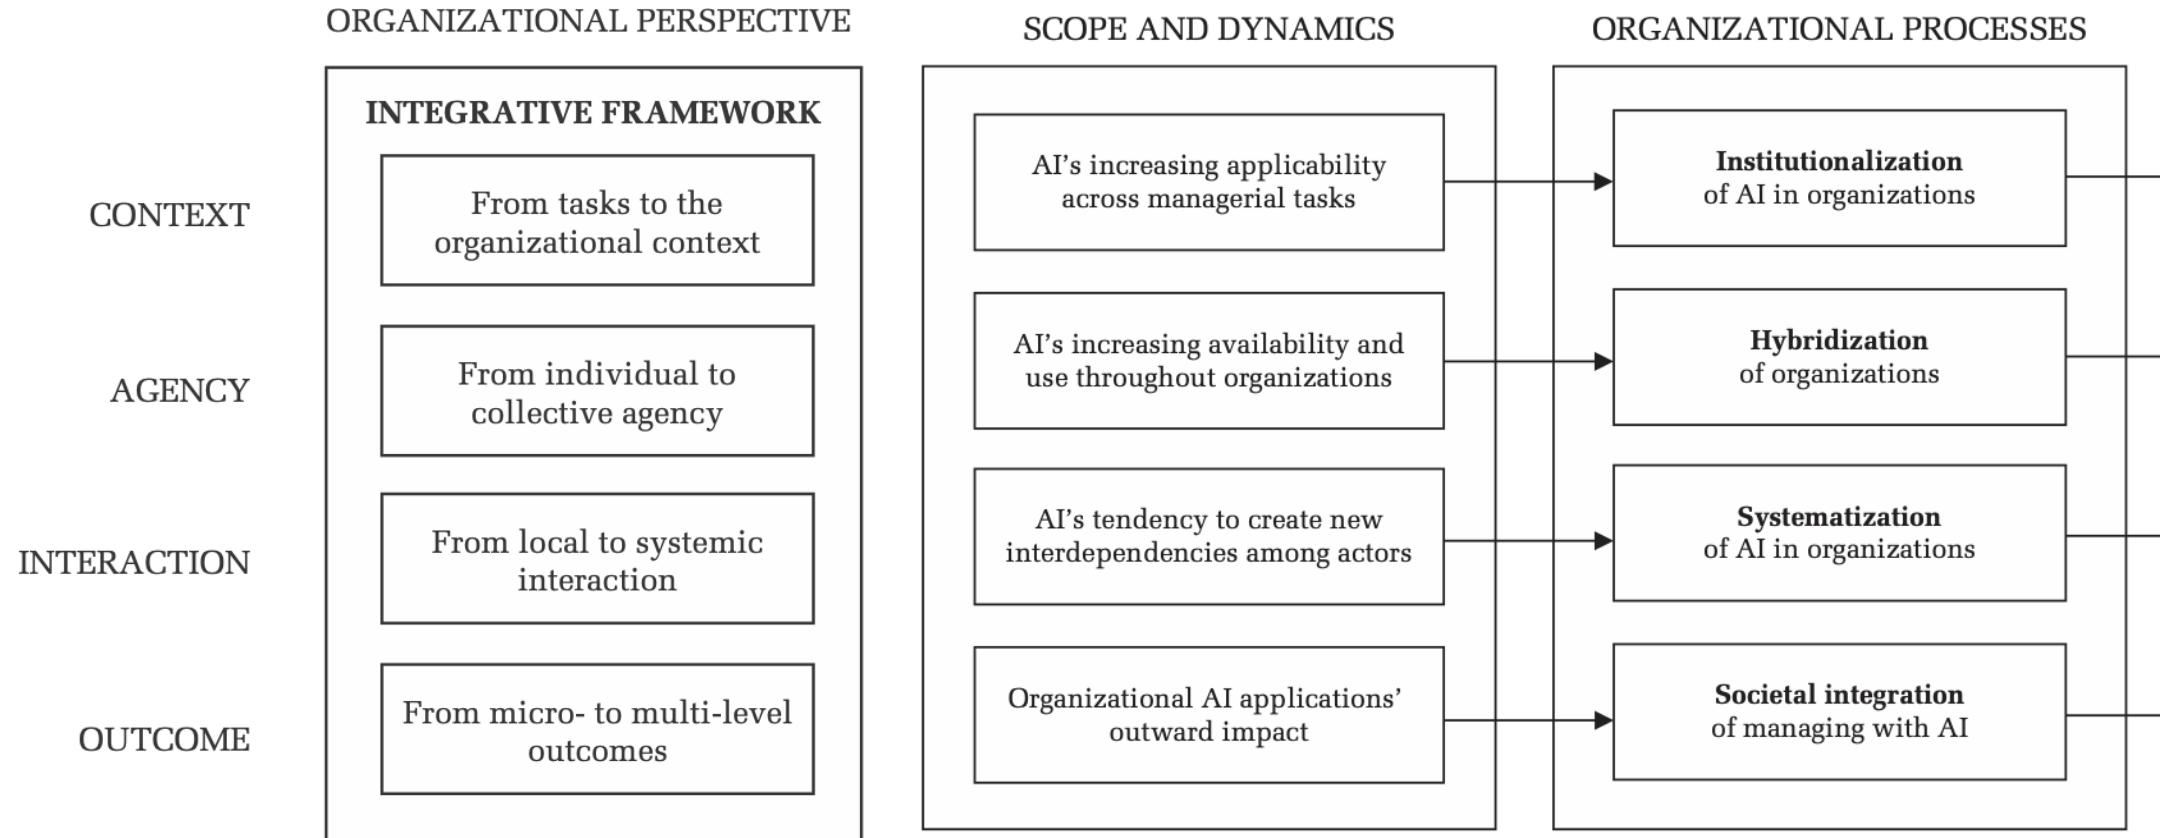 ORGANIZATIONAL PERSPECTIVE
SCOPE AND DYNAMICS
ORGANIZATIONAL PROCESSES
INTEGRATIVE FRAMEWORK
CONTEXT
From tasks to the
organizational context
AI’s increasing applicability
across managerial tasks
Institutionalization
of AI in organizations
AGENCY
From individual to
collective agency
AI’s increasing availability and
use throughout organizations
Hybridization
of organizations
INTERACTION
From local to systemic
interaction
AI’s tendency to create new
interdependencies among actors
Systematization
of AI in organizations
OUTCOME
From micro- to multi-level
outcomes
Organizational AI applications’
outward impact
Societal integration
of managing with AI